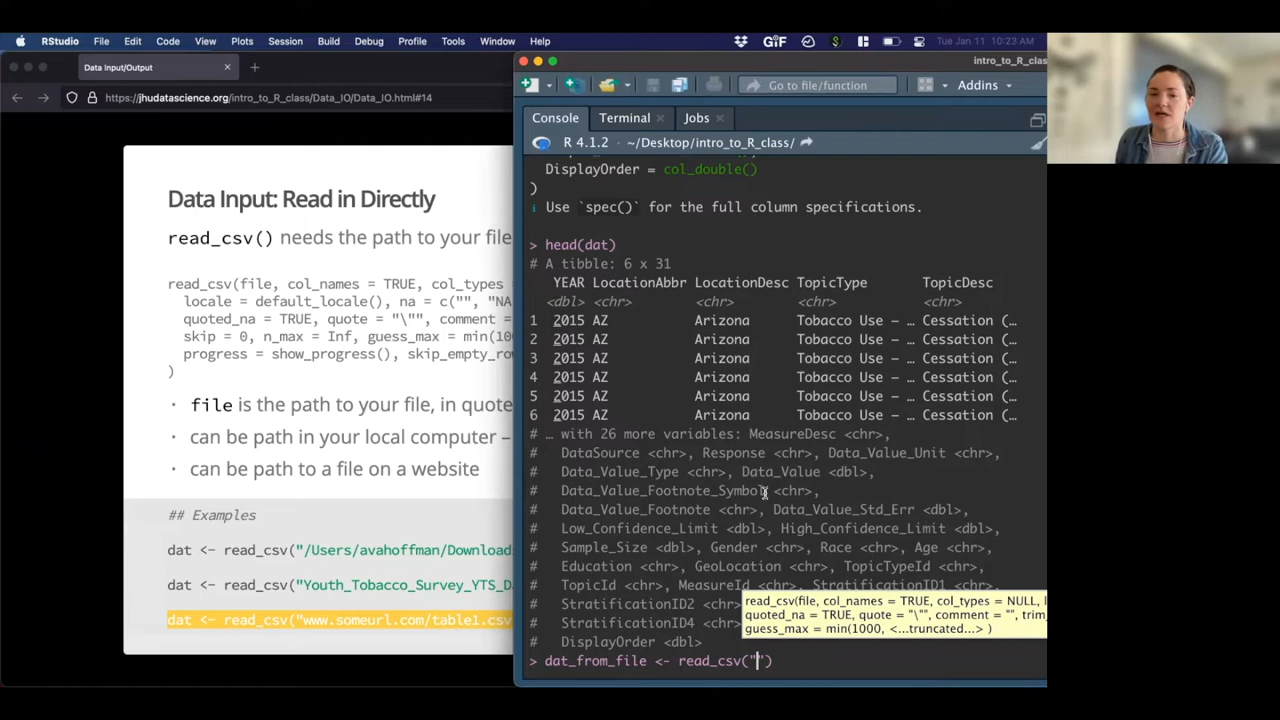 RStudio File Edit Code View Plots Session Build Debug Profile Tools Window Help GIF $ Tue Jan 11 10:23 AM
Data Input/Output
https://jhudatascience.org/intro_to_R_class/Data_IO/Data_IO.html#14
Data Input: Read in Directly
read_csv() needs the path to your file
read_csv(file, col_names = TRUE, col_types =
locale = default_locale(), na = c("", "NA
quoted_na = TRUE, quote = "\"", comment =
skip = 0, n_max = Inf, guess_max = min(100
progress = show_progress(), skip_empty_row
)
· file is the path to your file, in quote
· can be path in your local computer –
· can be path to a file on a website
## Examples
dat <- read_csv("/Users/avahoffman/Download
dat <- read_csv("Youth_Tobacco_Survey_YTS_D
dat <- read_csv("www.someurl.com/table1.csv
intro_to_R_class
Go to file/function Addins
Console Terminal Jobs
R 4.1.2 · ~/Desktop/intro_to_R_class/
DisplayOrder = col_double()
)
i Use `spec()` for the full column specifications.
> head(dat)
# A tibble: 6 x 31
YEAR LocationAbbr LocationDesc TopicType TopicDesc
<dbl> <chr> <chr> <chr> <chr>
1 2015 AZ Arizona Tobacco Use – … Cessation (…
2 2015 AZ Arizona Tobacco Use – … Cessation (…
3 2015 AZ Arizona Tobacco Use – … Cessation (…
4 2015 AZ Arizona Tobacco Use – … Cessation (…
5 2015 AZ Arizona Tobacco Use – … Cessation (…
6 2015 AZ Arizona Tobacco Use – … Cessation (…
# … with 26 more variables: MeasureDesc <chr>,
# DataSource <chr>, Response <chr>, Data_Value_Unit <chr>,
# Data_Value_Type <chr>, Data_Value <dbl>,
# Data_Value_Footnote_Symbol <chr>,
# Data_Value_Footnote <chr>, Data_Value_Std_Err <dbl>,
# Low_Confidence_Limit <dbl>, High_Confidence_Limit <dbl>,
# Sample_Size <dbl>, Gender <chr>, Race <chr>, Age <chr>,
# Education <chr>, GeoLocation <chr>, TopicTypeId <chr>,
# TopicId <chr>, MeasureId <chr>, StratificationID1 <chr>,
# StratificationID2 <chr>
# StratificationID4 <chr>
# DisplayOrder <dbl>
read_csv(file, col_names = TRUE, col_types = NULL, l
quoted_na = TRUE, quote = "\"", comment = "", trim_
guess_max = min(1000, <...truncated...> )
> dat_from_file <- read_csv("")